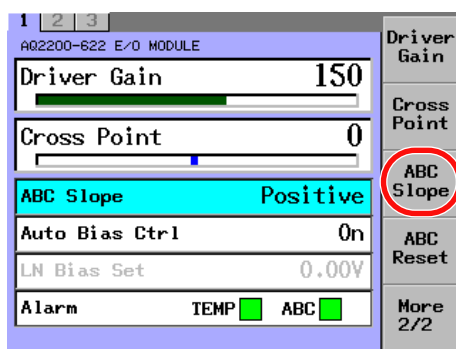 1 2 3
AQ2200-622 E/O MODULE
Driver Gain 150
Cross Point 0
ABC Slope Positive
Auto Bias Ctrl On
LN Bias Set 0.00V
Alarm TEMP ABC
Driver
Gain
Cross
Point
ABC
Slope
ABC
Reset
More
2/2